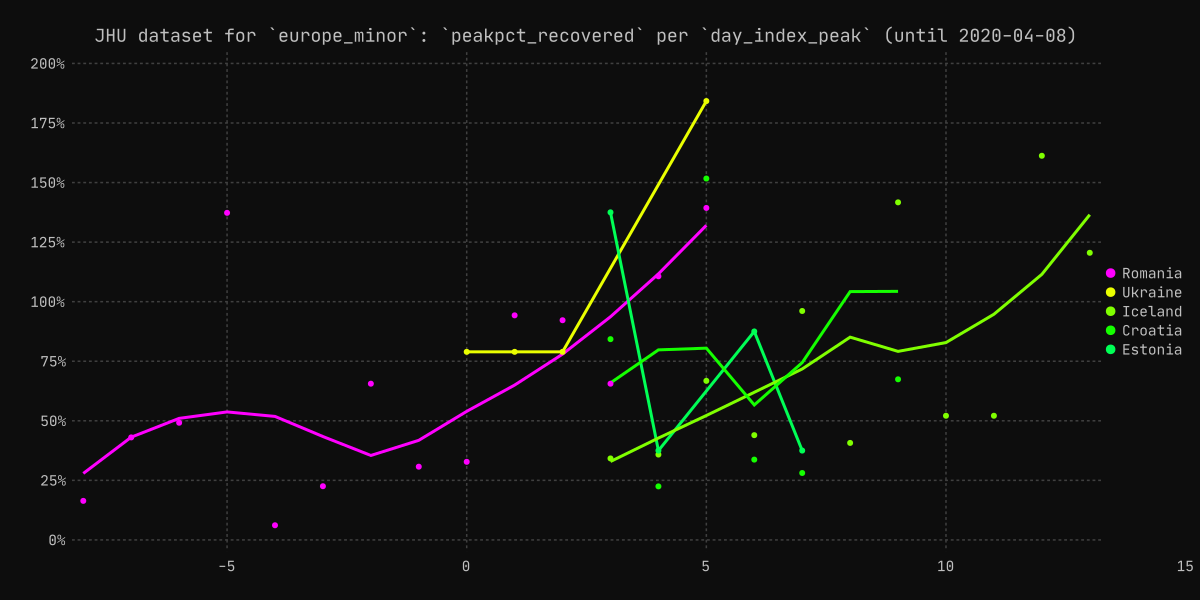 JHU dataset for `europe_minor`: `peakpct_recovered` per `day_index_peak` (until 2020-04-08)
200%
175%
150%
125%
100%
75%
50%
25%
0%
-5
0
5
10
15
Romania
Ukraine
Iceland
Croatia
Estonia